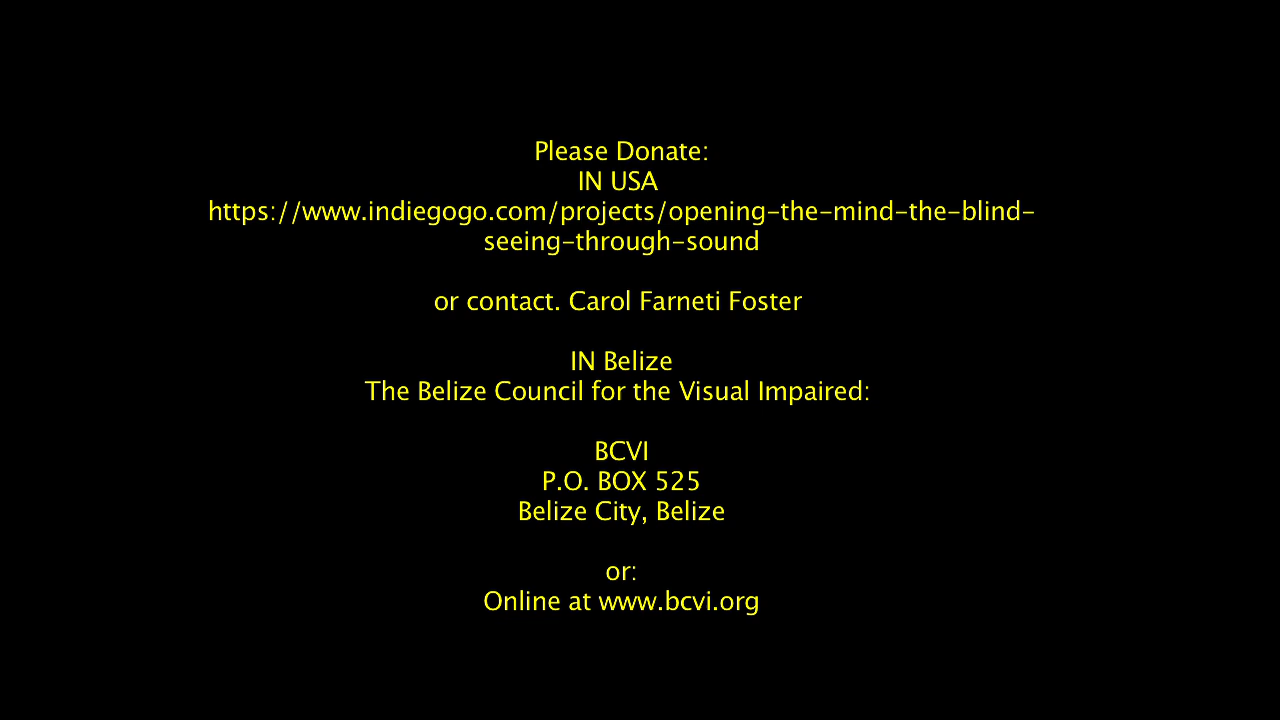 Please Donate:
IN USA
https://www.indiegogo.com/projects/opening-the-mind-the-blind-
seeing-through-sound
or contact. Carol Farneti Foster
IN Belize
The Belize Council for the Visual Impaired:
BCVI
P.O. BOX 525
Belize City, Belize
or:
Online at www.bcvi.org